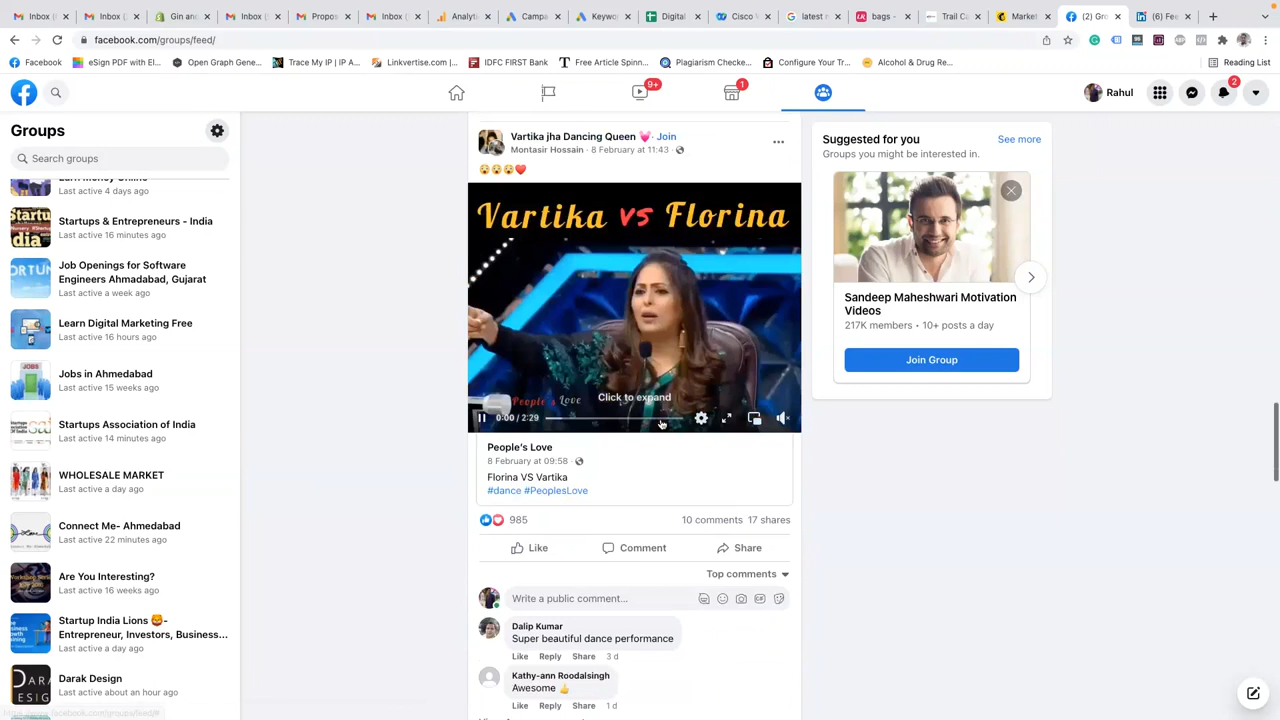 Inbox (
Inbox (
Gin an
Inbox (
Propos
Inbox (
Analyti
Campa
Keywo
Digital
Cisco V
latest n
bags -
Trail Ca
Market
(2) Gro
(6) Fee
facebook.com/groups/feed/
Facebook
eSign PDF with El...
Open Graph Gene...
Trace My IP | IP A...
Linkvertise.com |...
IDFC FIRST Bank
Free Article Spinn...
Plagiarism Checke...
Configure Your Tr...
Alcohol & Drug Re...
Reading List
9+
1
Rahul
2
Groups
Search groups
Earn Money Online
Last active 4 days ago
Startups & Entrepreneurs - India
Last active 16 minutes ago
Job Openings for Software
Engineers Ahmadabad, Gujarat
Last active a week ago
Learn Digital Marketing Free
Last active 16 hours ago
Jobs in Ahmedabad
Last active 15 weeks ago
Startups Association of India
Last active 14 minutes ago
WHOLESALE MARKET
Last active a day ago
Connect Me- Ahmedabad
Last active 22 minutes ago
Are You Interesting?
Last active 16 weeks ago
Startup India Lions 🦁-
Entrepreneur, Investors, Business...
Last active a day ago
Darak Design
Last active about an hour ago
https://www.facebook.com/groups/feed/#
Vartika jha Dancing Queen 💓 · Join
Montasir Hossain · 8 February at 11:43 ·
😲😲😲❤️
Vartika vs Florina
People's Love
Click to expand
0:00 / 2:29
People's Love
8 February at 09:58 ·
Florina VS Vartika
#dance #PeoplesLove
985
10 comments 17 shares
Like
Comment
Share
Top comments
Write a public comment...
Dalip Kumar
Super beautiful dance performance
Like Reply Share 3 d
Kathy-ann Roodalsingh
Awesome 👍
Like Reply Share 1 d
Suggested for you
See more
Groups you might be interested in.
Sandeep Maheshwari Motivation
Videos
217K members • 10+ posts a day
Join Group